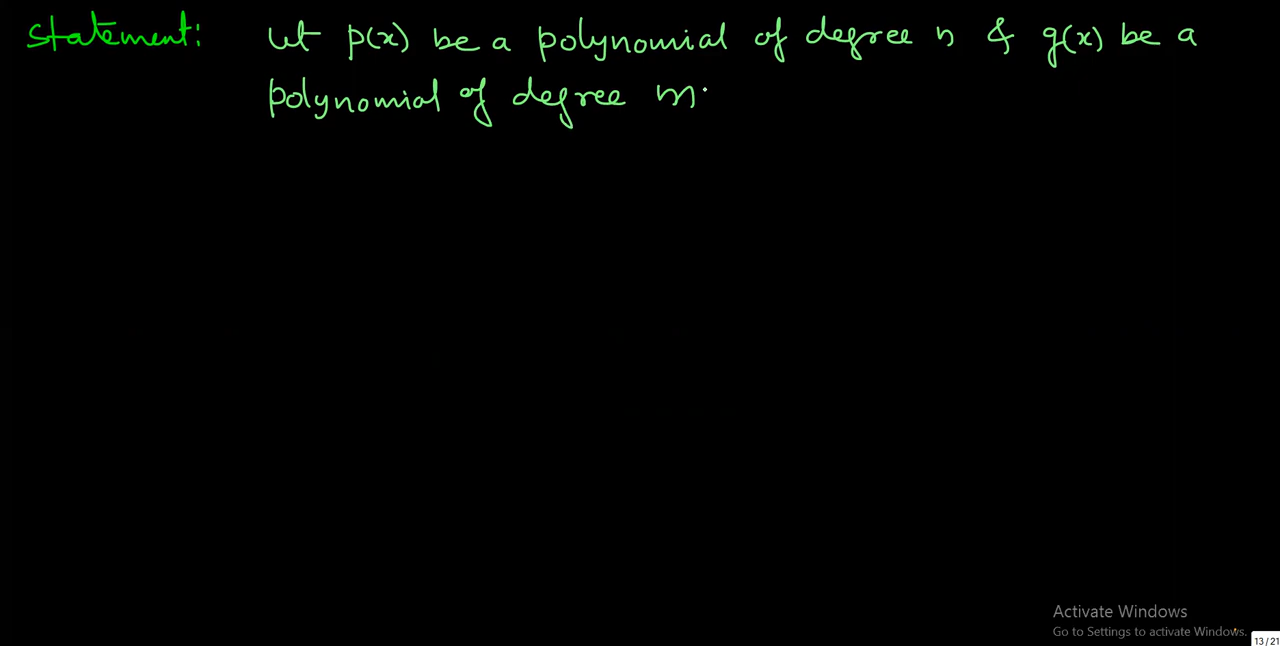 Statement: Let p(x) be a polynomial of degree n & g(x) be a
polynomial of degree m.
Activate Windows
Go to Settings to activate Windows.
13 / 21